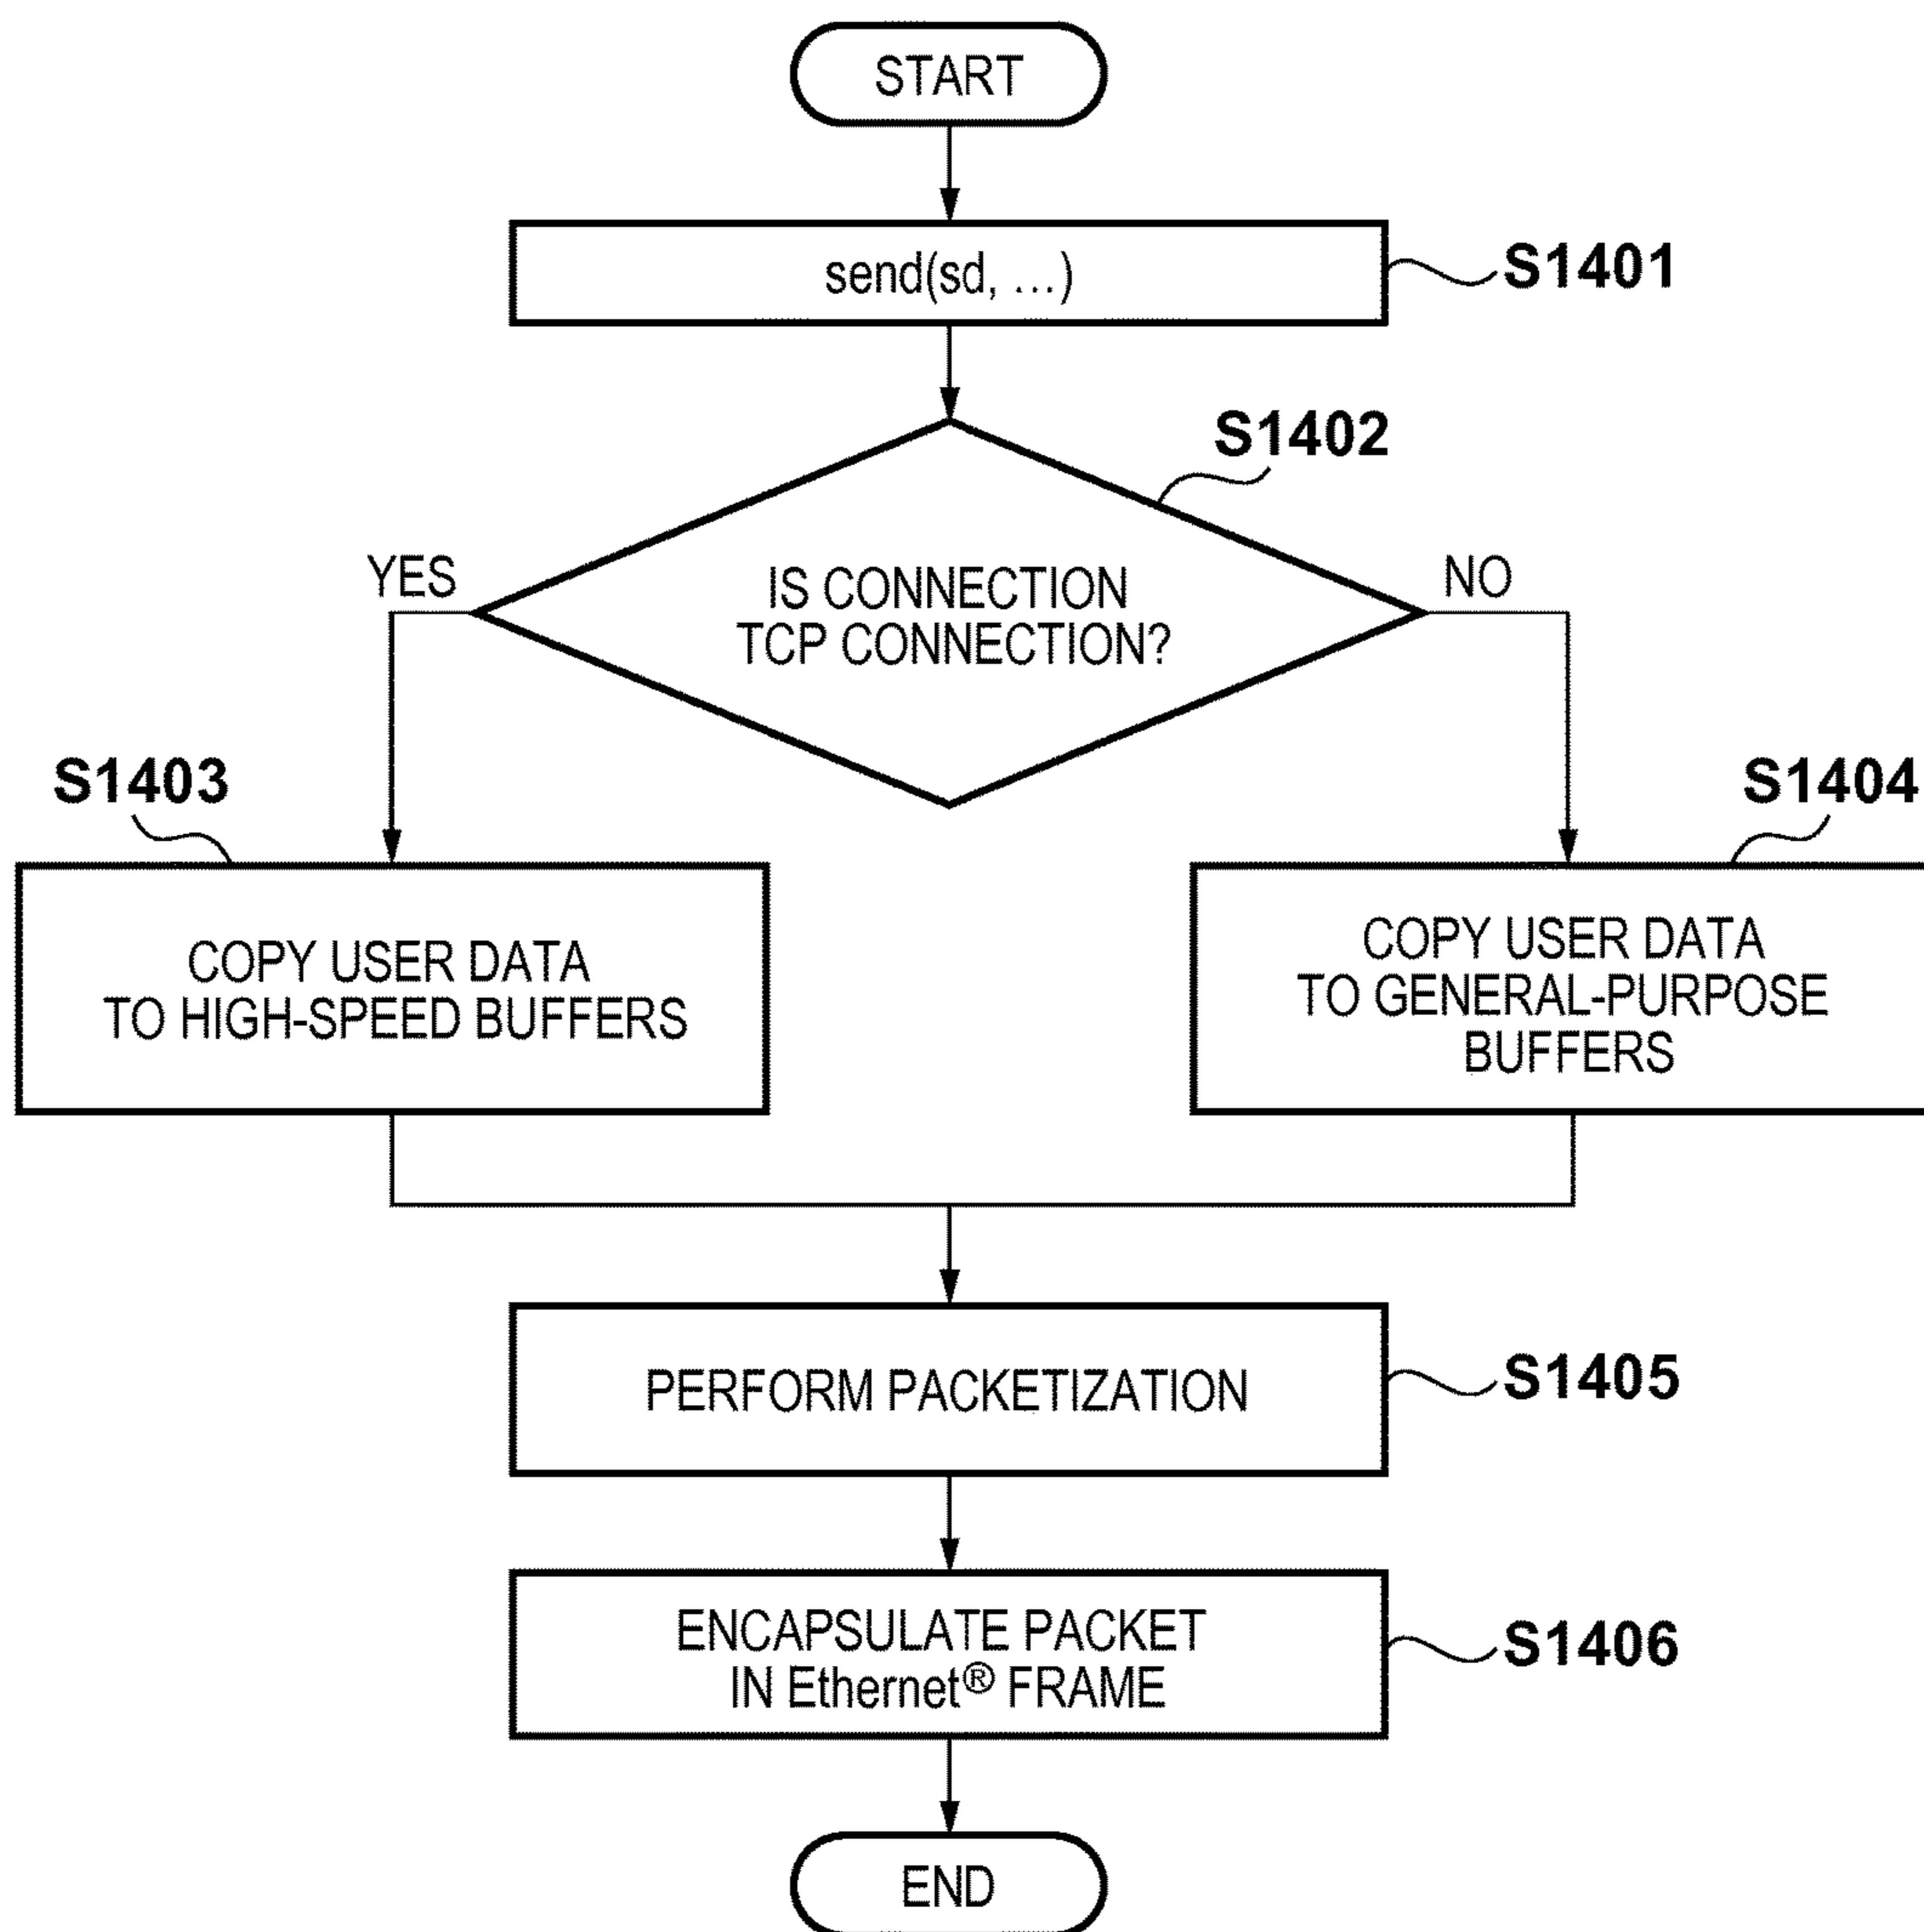 START
send(sd, ...)
S1401
S1402
YES
NO
IS CONNECTION
TCP CONNECTION?
S1403
S1404
COPY USER DATA
TO HIGH-SPEED BUFFERS
COPY USER DATA
TO GENERAL-PURPOSE
BUFFERS
PERFORM PACKETIZATION
S1405
ENCAPSULATE PACKET
IN Ethernet® FRAME
S1406
END